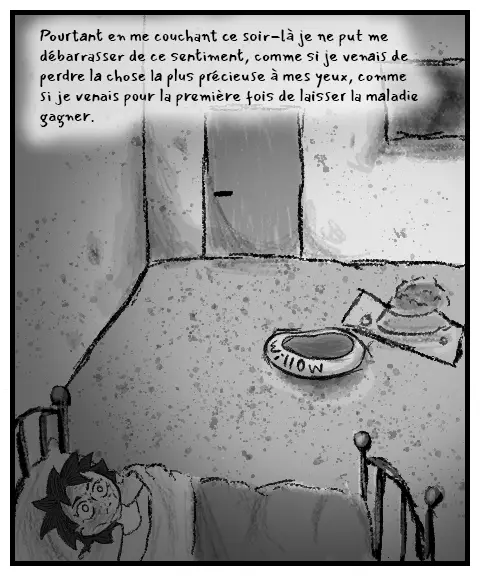 Pourtant en me couchant ce soir-là je ne put me
débarrasser de ce sentiment, comme si je venais de
perdre la chose la plus précieuse à mes yeux, comme
si je venais pour la première fois de laisser la maladie
gagner.
Willow